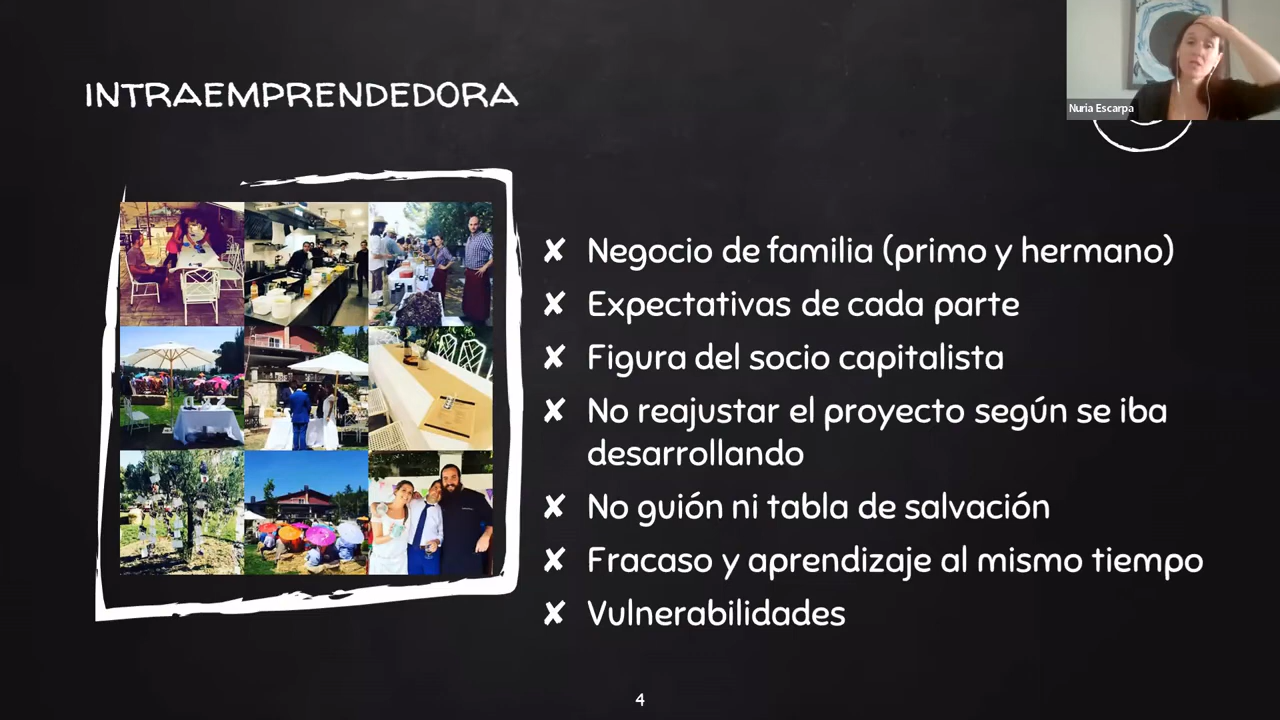 INTRAEMPRENDEDORA
Nuria Escarpa
✘ Negocio de familia (primo y hermano)
✘ Expectativas de cada parte
✘ Figura del socio capitalista
✘ No reajustar el proyecto según se iba
desarrollando
✘ No guión ni tabla de salvación
✘ Fracaso y aprendizaje al mismo tiempo
✘ Vulnerabilidades
4